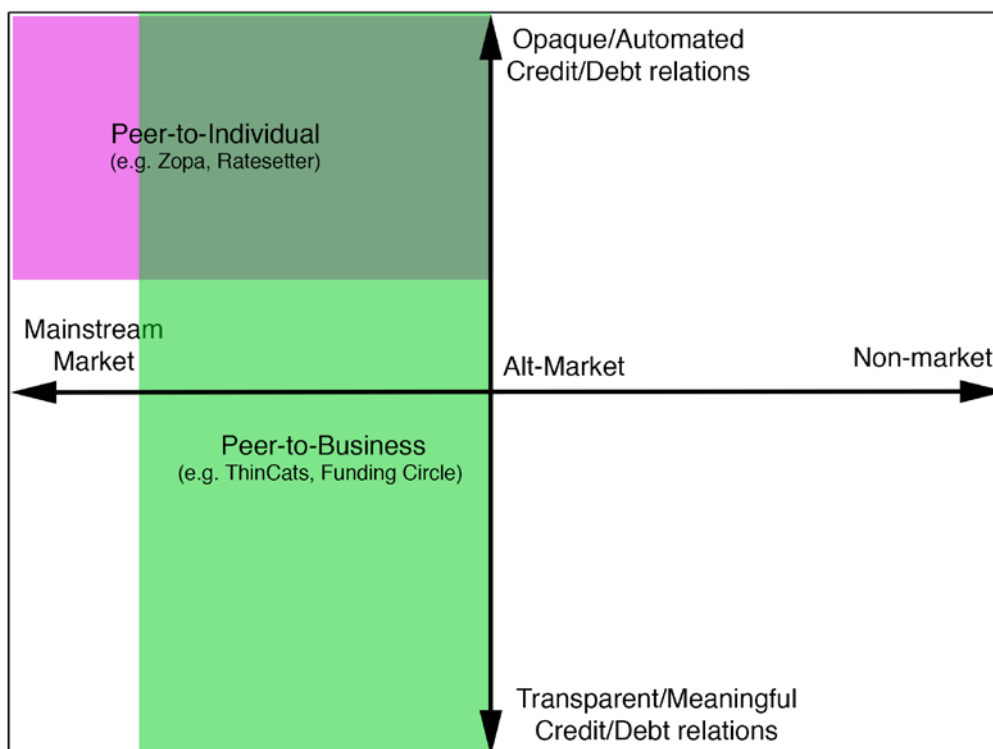 Opaque/Automated
Credit/Debt relations
Peer-to-Individual
(e.g. Zopa, Ratesetter)
Mainstream
Market
Alt-Market
Non-market
Peer-to-Business
(e.g. ThinCats, Funding Circle)
Transparent/Meaningful
Credit/Debt relations